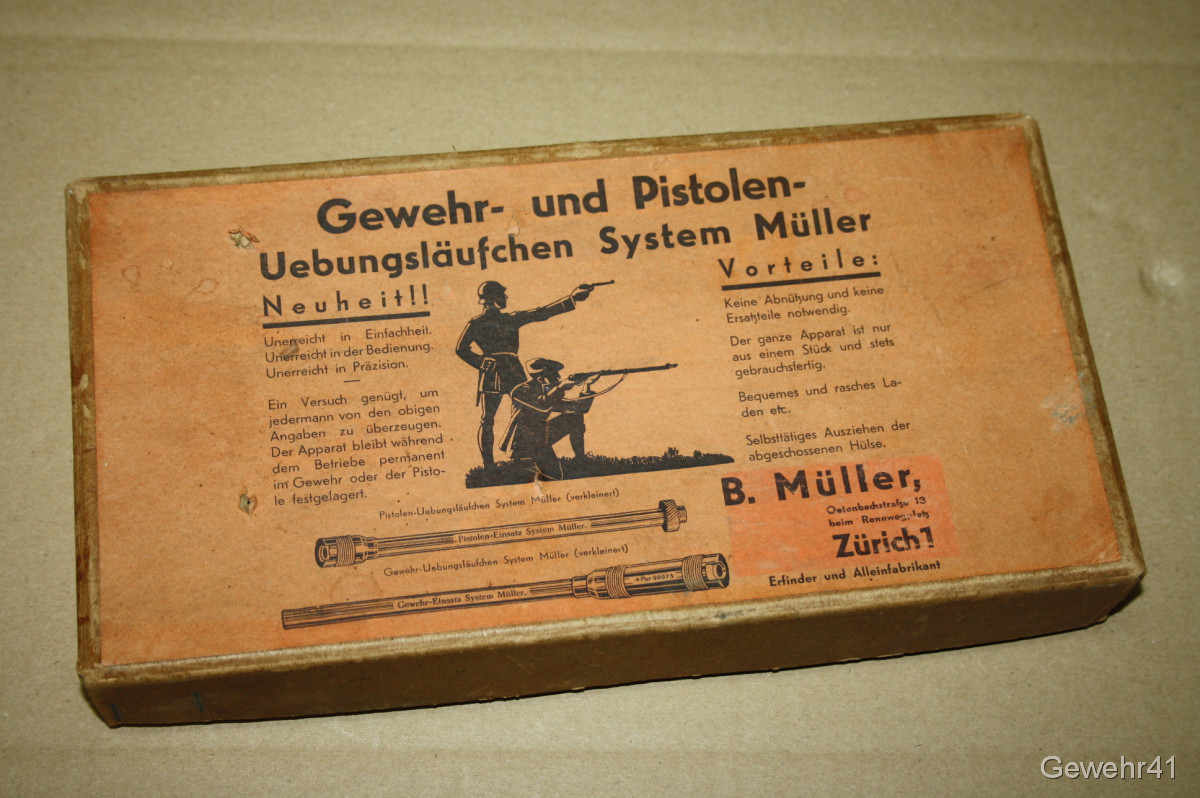 Gewehr- und Pistolen-
Uebungsläufchen System Müller
Neuheit!!
Unerreicht in Einfachheit.
Unerreicht in der Bedienung.
Unerreicht in Präzision.
Ein Versuch genügt, um
jedermann von den obigen
Angaben zu überzeugen.
Der Apparat bleibt während
dem Betriebe permanent
im Gewehr oder der Pisto-
le festgelagert.
Vorteile:
Keine Abnützung und keine
Ersatzteile notwendig.
Der ganze Apparat ist nur
aus einem Stück und stets
gebrauchsfertig.
Bequemes und rasches La-
den etc.
Selbsttätiges Ausziehen der
abgeschossenen Hülse.
Pistolen-Uebungsläufchen System Müller (verkleinert)
Pistolen-Einsatz System Müller.
Gewehr-Uebungsläufchen System Müller (verkleinert)
Gewehr-Einsatz System Müller.
B. Müller,
13
beim Rennwegplatz
Zürich 1
Erfinder und Alleinfabrikant
Gewehr41